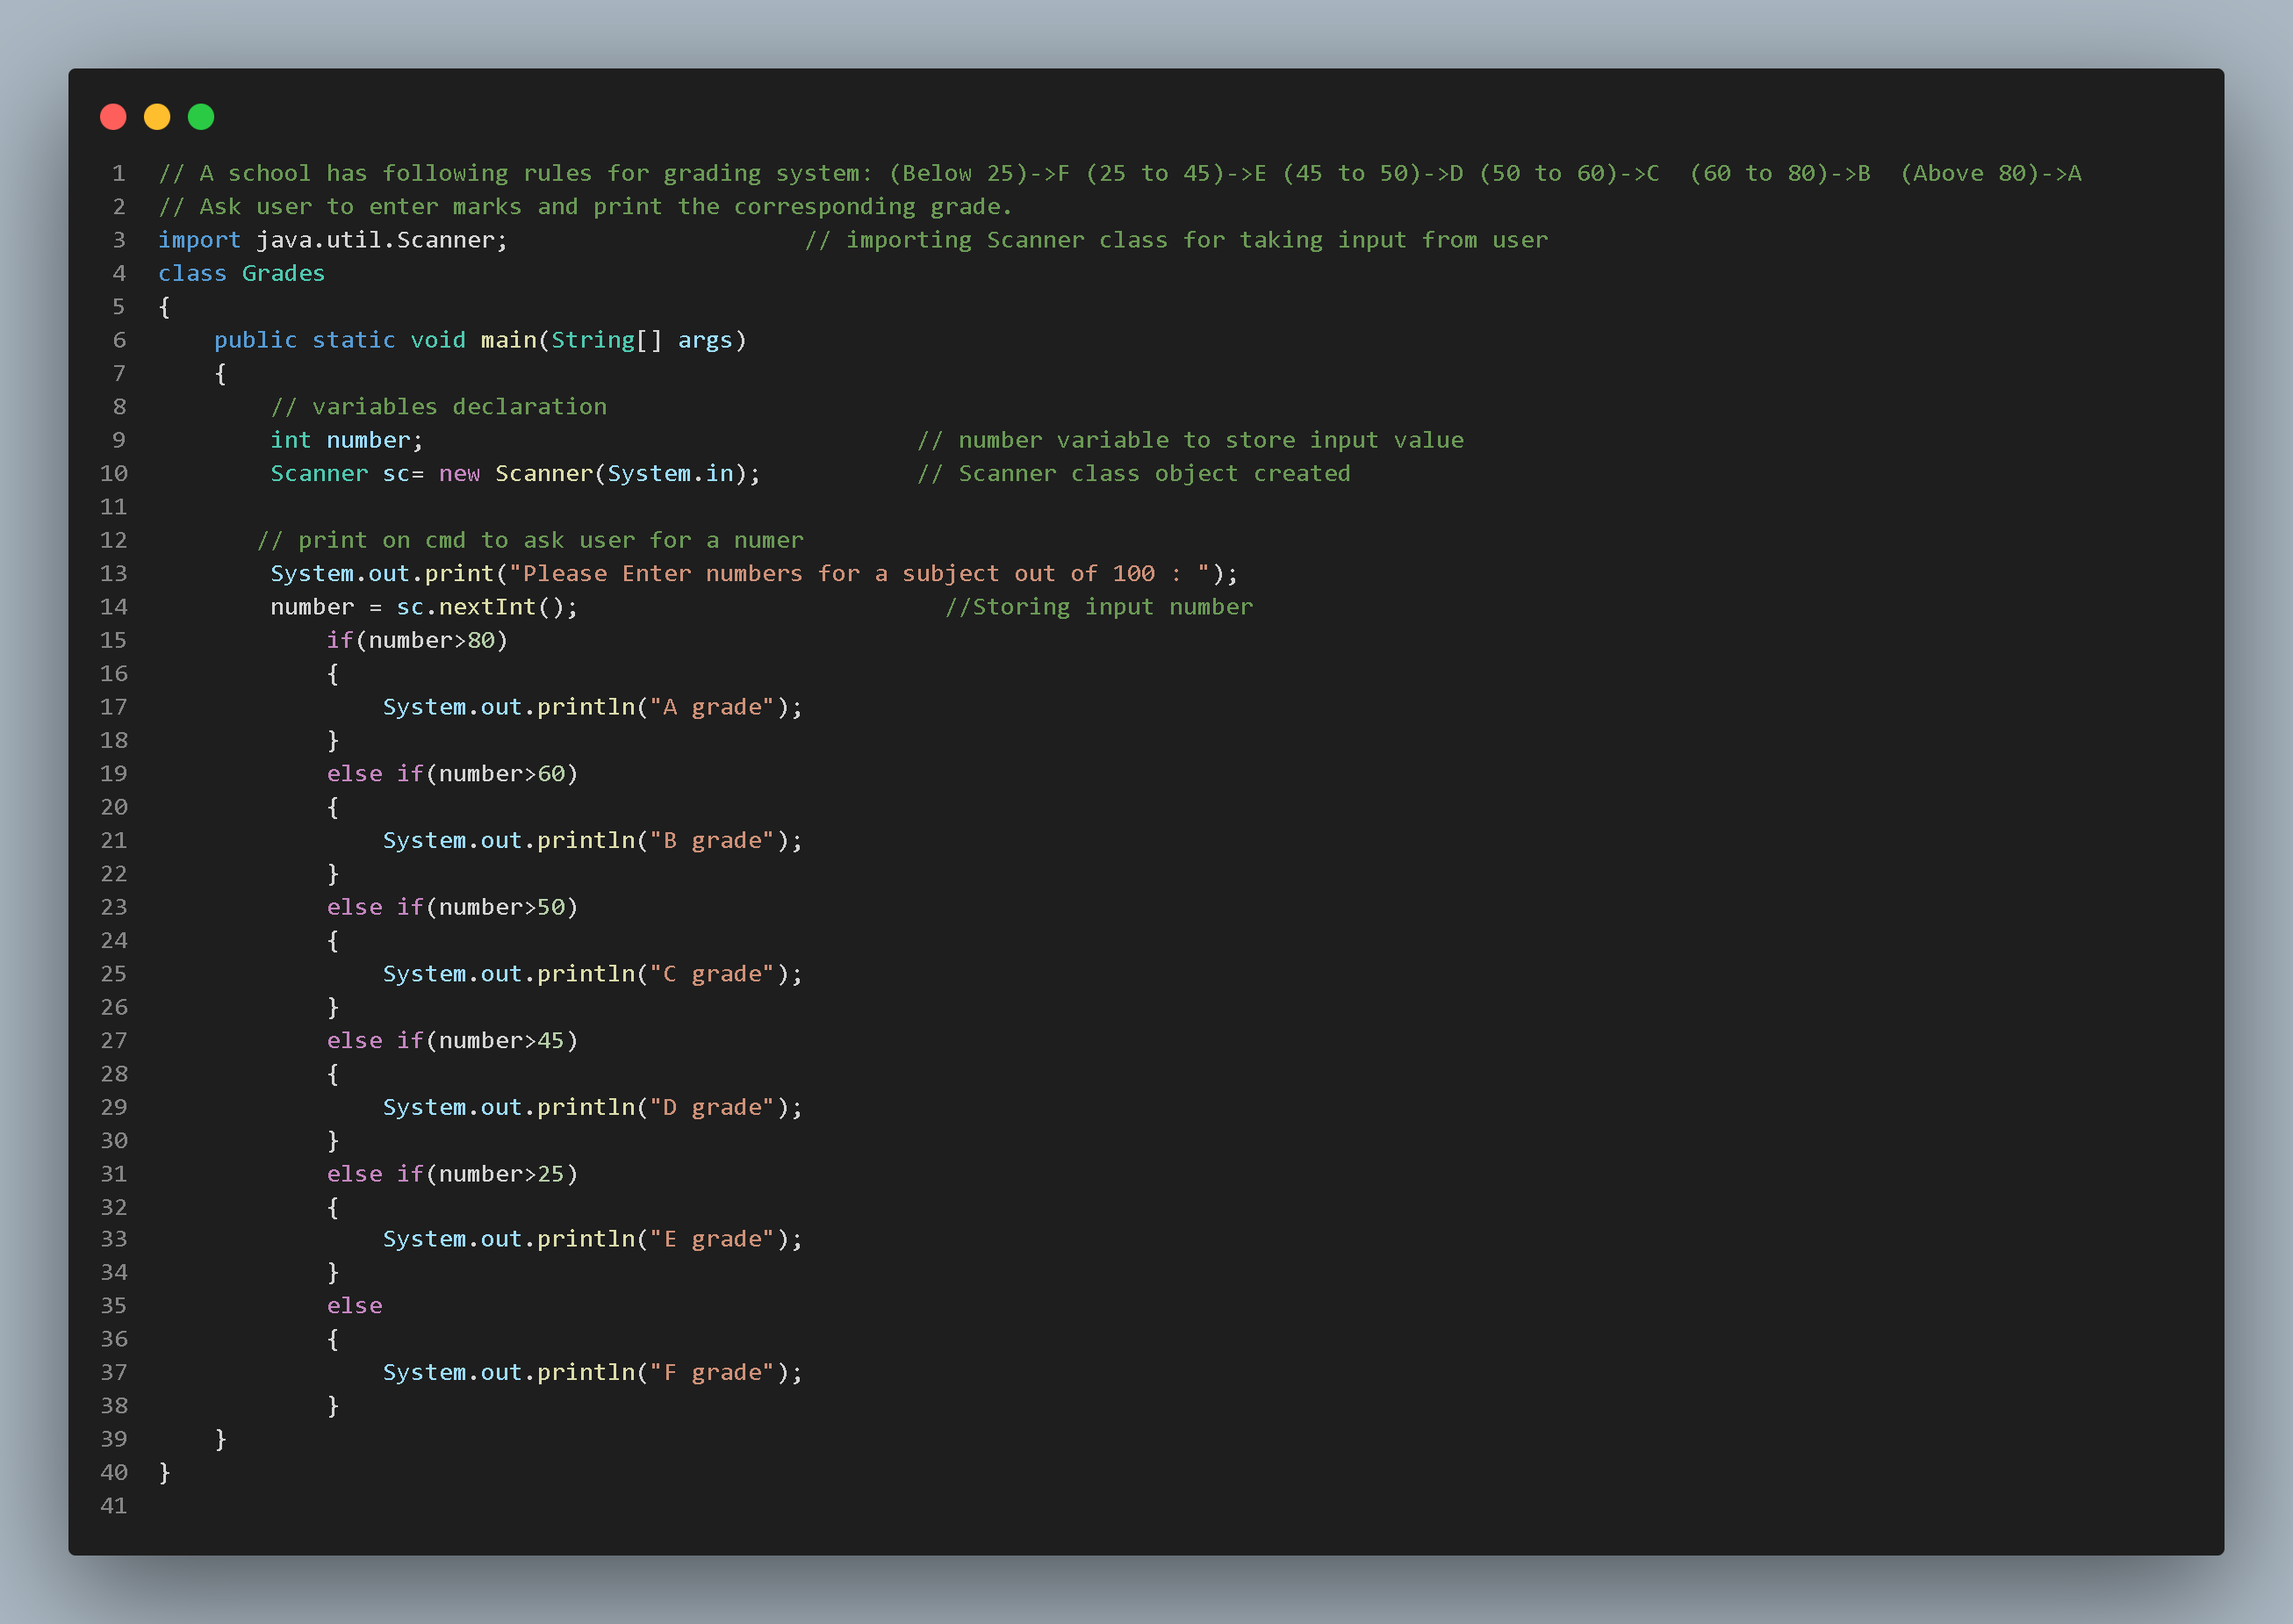 1 // A school has following rules for grading system: (Below 25)->F (25 to 45)->E (45 to 50)->D (50 to 60)->C  (60 to 80)->B  (Above 80)->A
2 // Ask user to enter marks and print the corresponding grade.
3 import java.util.Scanner;                     // importing Scanner class for taking input from user
4 class Grades
5 {
6     public static void main(String[] args)
7     {
8         // variables declaration
9         int number;                                   // number variable to store input value
10         Scanner sc= new Scanner(System.in);           // Scanner class object created
11
12        // print on cmd to ask user for a numer
13         System.out.print("Please Enter numbers for a subject out of 100 : ");
14         number = sc.nextInt();                          //Storing input number
15             if(number>80)
16             {
17                 System.out.println("A grade");
18             }
19             else if(number>60)
20             {
21                 System.out.println("B grade");
22             }
23             else if(number>50)
24             {
25                 System.out.println("C grade");
26             }
27             else if(number>45)
28             {
29                 System.out.println("D grade");
30             }
31             else if(number>25)
32             {
33                 System.out.println("E grade");
34             }
35             else
36             {
37                 System.out.println("F grade");
38             }
39     }
40 }
41